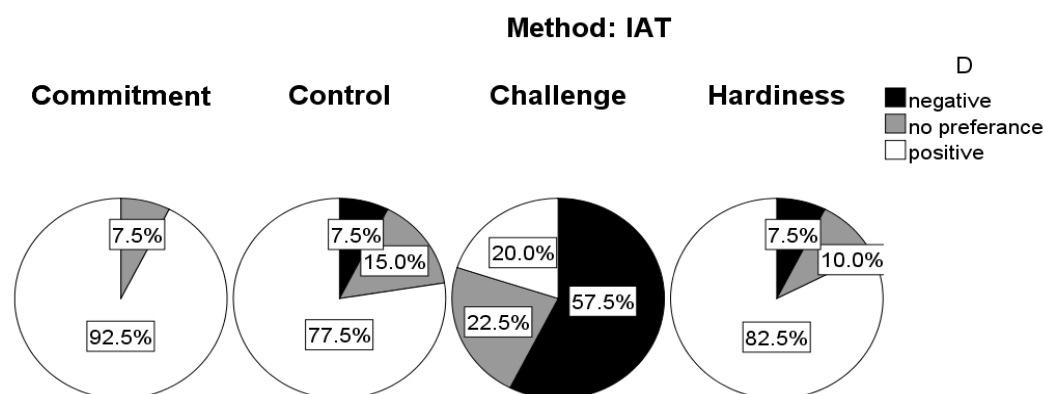 Method: IAT
Commitment Control Challenge Hardiness
D
negative
no preferance
positive
7.5%
92.5%
7.5%
15.0%
77.5%
20.0%
57.5%
22.5%
7.5%
10.0%
82.5%